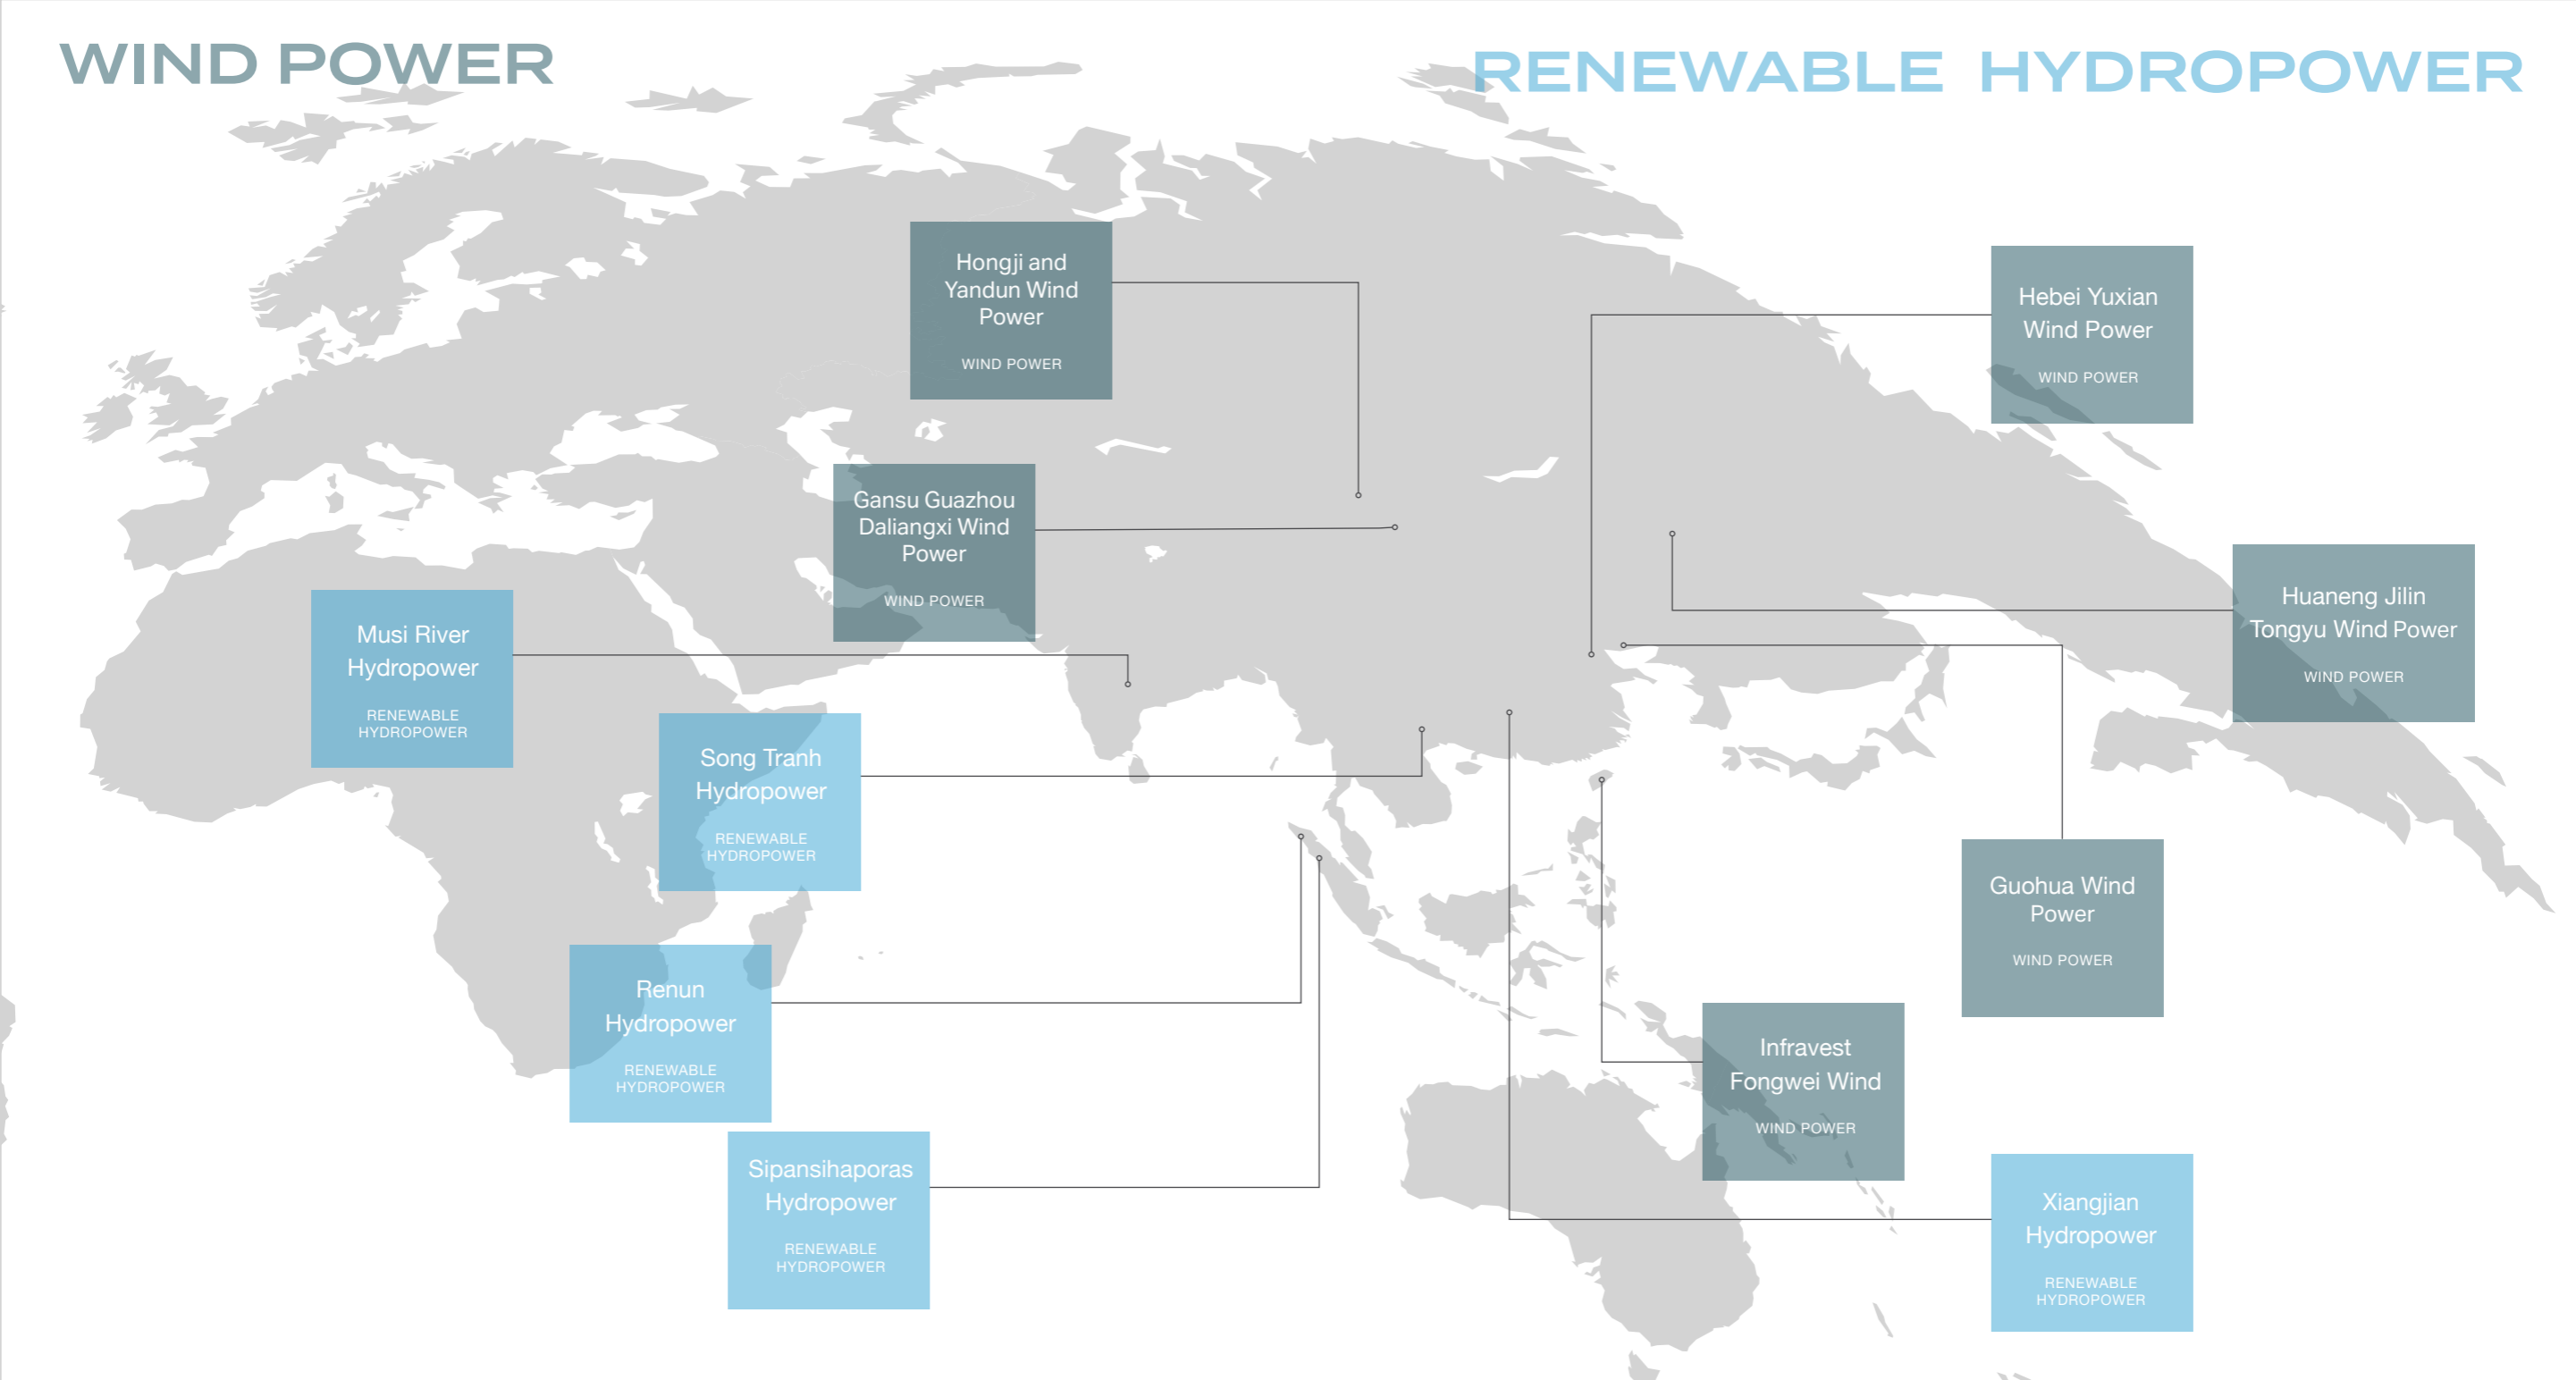 WIND POWER
RENEWABLE HYDROPOWER
Hongji and
Yandun Wind
Power
WIND POWER
Hebei Yuxian
Wind Power
WIND POWER
Gansu Guazhou
Daliangxi Wind
Power
WIND POWER
Huaneng Jilin
Tongyu Wind Power
WIND POWER
Musi River
Hydropower
RENEWABLE
HYDROPOWER
Song Tranh
Hydropower
RENEWABLE
HYDROPOWER
Guohua Wind
Power
WIND POWER
Renun
Hydropower
RENEWABLE
HYDROPOWER
Infravest
Fongwei Wind
WIND POWER
Sipansihaporas
Hydropower
RENEWABLE
HYDROPOWER
Xiangjian
Hydropower
RENEWABLE
HYDROPOWER